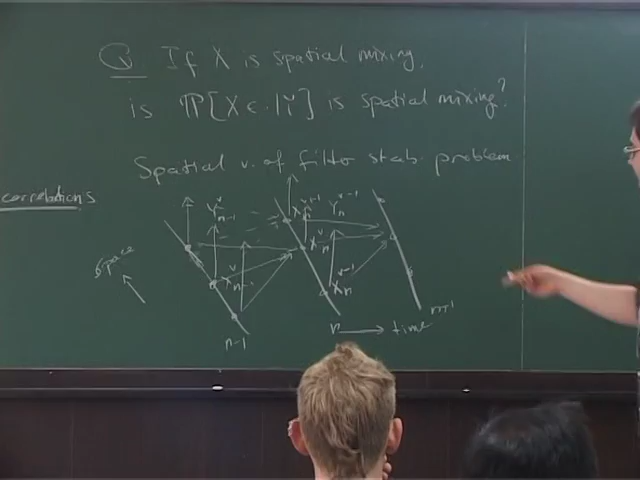 Q If X is spatial mixing,
is P[X ∈ · | Y] is spatial mixing?
Spatial v. of filter stab. problem
correlations
space
n-1
n → time
n+1